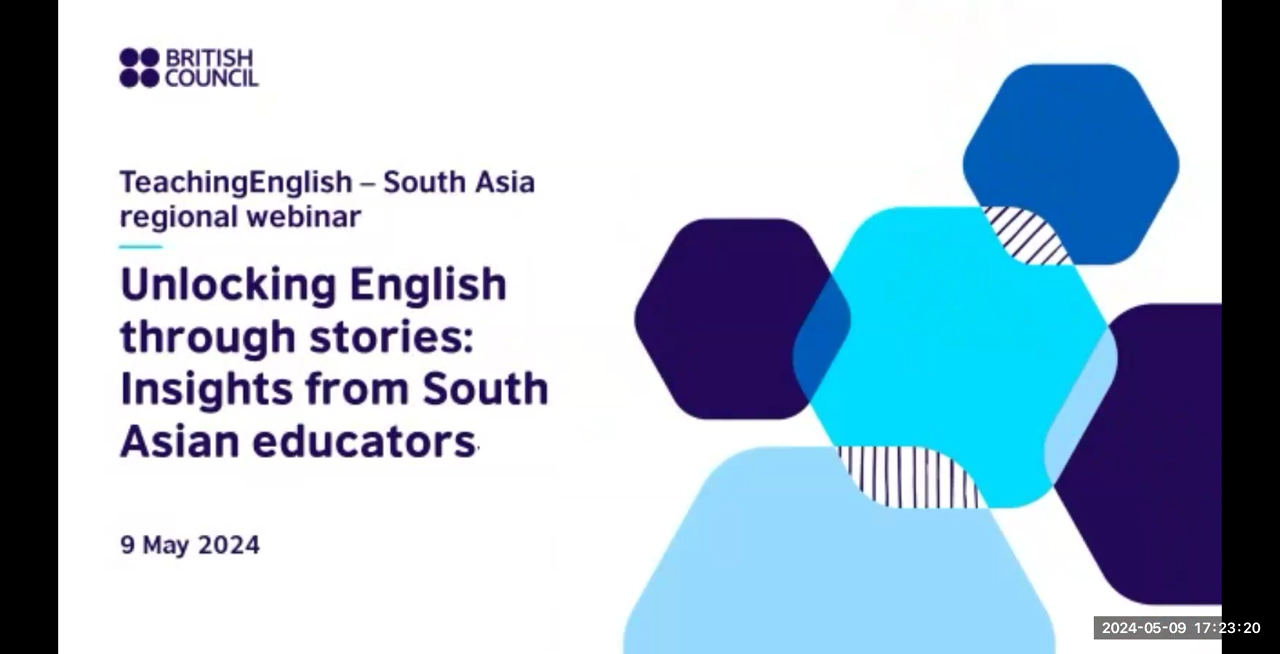 BRITISH
COUNCIL
TeachingEnglish – South Asia
regional webinar
Unlocking English
through stories:
Insights from South
Asian educators
9 May 2024
2024-05-09 17:23:20